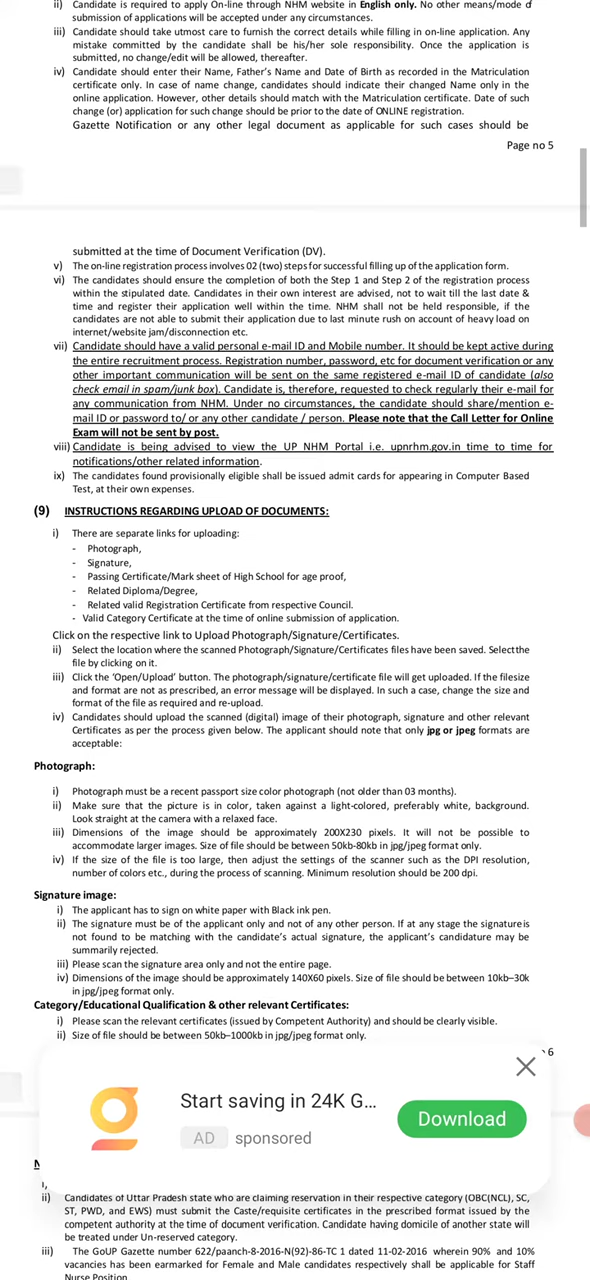 ii) Candidate is required to apply On-line through NHM website in English only. No other means/mode of
submission of applications will be accepted under any circumstances.
iii) Candidate should take utmost care to furnish the correct details while filling in on-line application. Any
mistake committed by the candidate shall be his/her sole responsibility. Once the application is
submitted, no change/edit will be allowed, thereafter.
iv) Candidate should enter their Name, Father's Name and Date of Birth as recorded in the Matriculation
certificate only. In case of name change, candidates should indicate their changed Name only in the
online application. However, other details should match with the Matriculation certificate. Date of such
change (or) application for such change should be prior to the date of ONLINE registration.
Gazette Notification or any other legal document as applicable for such cases should be
Page no 5
submitted at the time of Document Verification (DV).
v) The on-line registration process involves 02 (two) steps for successful filling up of the application form.
vi) The candidates should ensure the completion of both the Step 1 and Step 2 of the registration process
within the stipulated date. Candidates in their own interest are advised, not to wait till the last date &
time and register their application well within the time. NHM shall not be held responsible, if the
candidates are not able to submit their application due to last minute rush on account of heavy load on
internet/website jam/disconnection etc.
vii) Candidate should have a valid personal e-mail ID and Mobile number. It should be kept active during
the entire recruitment process. Registration number, password, etc for document verification or any
other important communication will be sent on the same registered e-mail ID of candidate (also
check email in spam/junk box). Candidate is, therefore, requested to check regularly their e-mail for
any communication from NHM. Under no circumstances, the candidate should share/mention e-
mail ID or password to/ or any other candidate / person. Please note that the Call Letter for Online
Exam will not be sent by post.
viii) Candidate is being advised to view the UP NHM Portal i.e. upnrhm.gov.in time to time for
notifications/other related information.
ix) The candidates found provisionally eligible shall be issued admit cards for appearing in Computer Based
Test, at their own expenses.
(9) INSTRUCTIONS REGARDING UPLOAD OF DOCUMENTS:
i) There are separate links for uploading:
- Photograph,
- Signature,
- Passing Certificate/Mark sheet of High School for age proof,
- Related Diploma/Degree,
- Related valid Registration Certificate from respective Council.
- Valid Category Certificate at the time of online submission of application.
Click on the respective link to Upload Photograph/Signature/Certificates.
ii) Select the location where the scanned Photograph/Signature/Certificates files have been saved. Select the
file by clicking on it.
iii) Click the 'Open/Upload' button. The photograph/signature/certificate file will get uploaded. If the filesize
and format are not as prescribed, an error message will be displayed. In such a case, change the size and
format of the file as required and re-upload.
iv) Candidates should upload the scanned (digital) image of their photograph, signature and other relevant
Certificates as per the process given below. The applicant should note that only jpg or jpeg formats are
acceptable:
Photograph:
i) Photograph must be a recent passport size color photograph (not older than 03 months).
ii) Make sure that the picture is in color, taken against a light-colored, preferably white, background.
Look straight at the camera with a relaxed face.
iii) Dimensions of the image should be approximately 200X230 pixels. It will not be possible to
accommodate larger images. Size of file should be between 50kb-80kb in jpg/jpeg format only.
iv) If the size of the file is too large, then adjust the settings of the scanner such as the DPI resolution,
number of colors etc., during the process of scanning. Minimum resolution should be 200 dpi.
Signature image:
i) The applicant has to sign on white paper with Black ink pen.
ii) The signature must be of the applicant only and not of any other person. If at any stage the signature is
not found to be matching with the candidate's actual signature, the applicant's candidature may be
summarily rejected.
iii) Please scan the signature area only and not the entire page.
iv) Dimensions of the image should be approximately 140X60 pixels. Size of file should be between 10kb–30k
in jpg/jpeg format only.
Category/Educational Qualification & other relevant Certificates:
i) Please scan the relevant certificates (issued by Competent Authority) and should be clearly visible.
ii) Size of file should be between 50kb–1000kb in jpg/jpeg format only.
6
Start saving in 24K G...
AD sponsored
Download
ii) Candidates of Uttar Pradesh state who are claiming reservation in their respective category (OBC(NCL), SC,
ST, PWD, and EWS) must submit the Caste/requisite certificates in the prescribed format issued by the
competent authority at the time of document verification. Candidate having domicile of another state will
be treated under Un-reserved category.
iii) The GoUP Gazette number 622/paanch-8-2016-N(92)-86-TC 1 dated 11-02-2016 wherein 90% and 10%
vacancies has been earmarked for Female and Male candidates respectively shall be applicable for Staff
Nurse Position